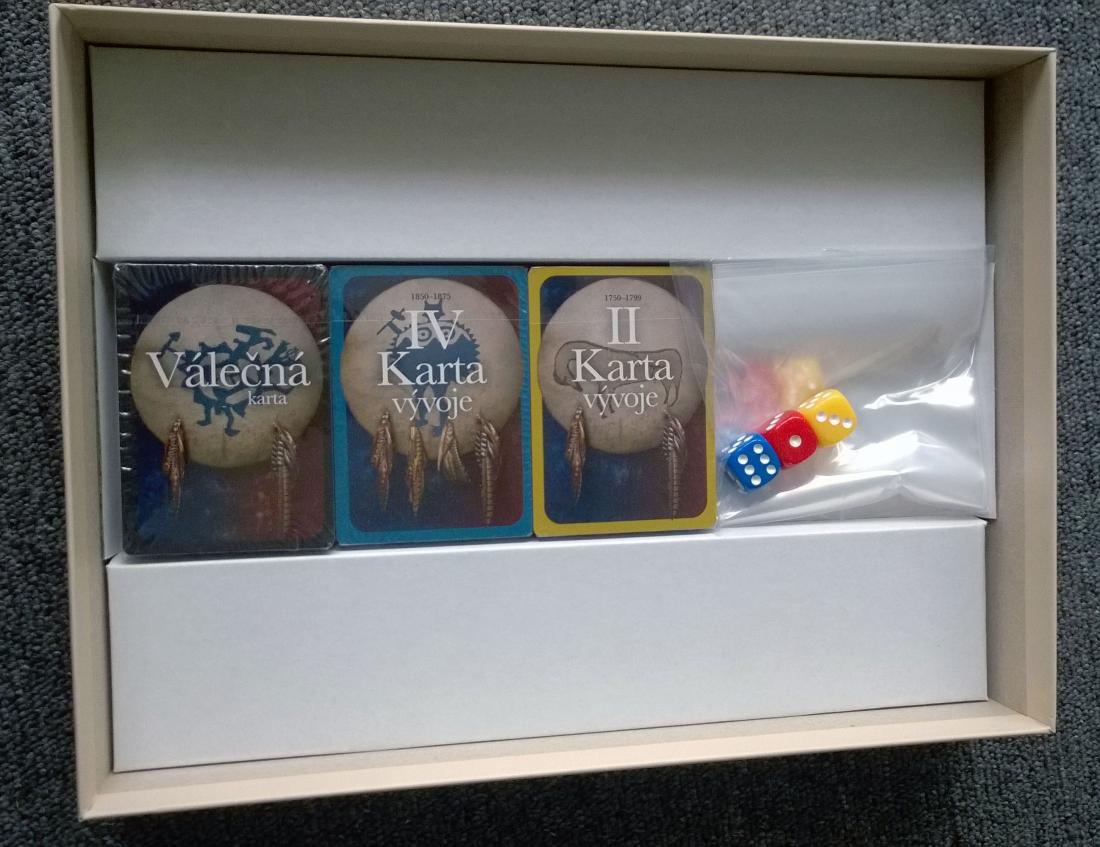 Válečná
karta
1850–1875
IV
Karta
vývoje
1750–1799
II
Karta
vývoje